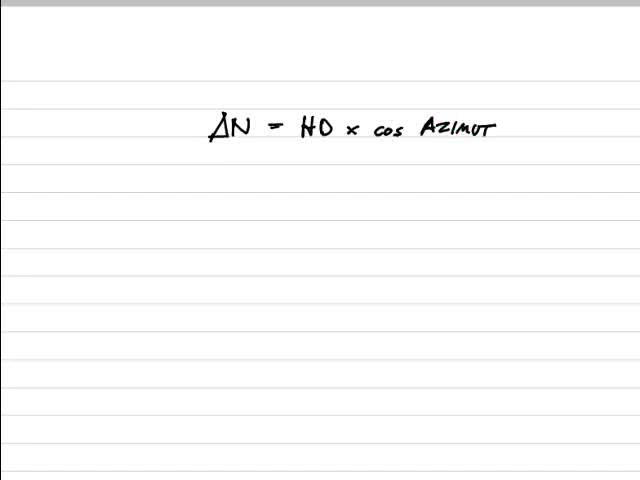 ΔN = HD × cos AZIMUT